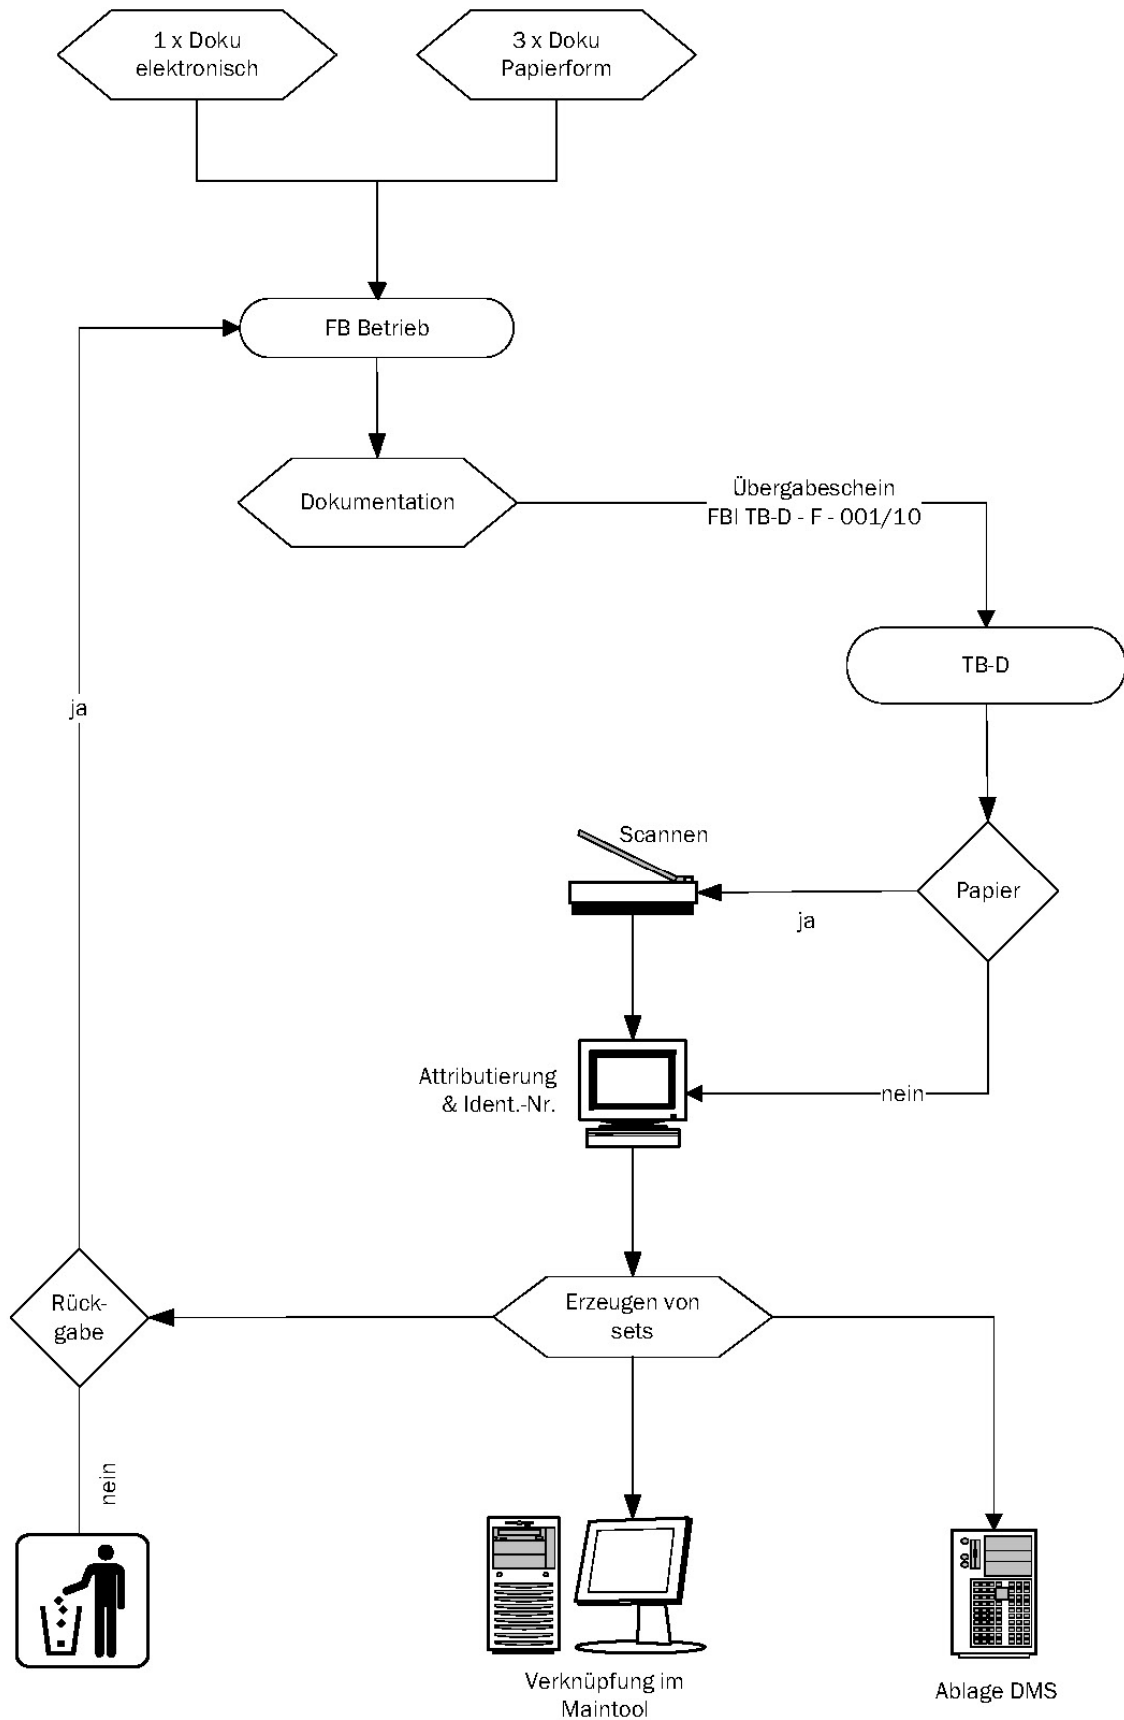 1 x Doku
elektronisch
3 x Doku
Papierform
FB Betrieb
Dokumentation
Übergabeschein
FBI TB-D - F - 001/10
TB-D
ja
Scannen
Papier
ja
Attributierung
& Ident.-Nr.
nein
Rück-
gabe
Erzeugen von
sets
nein
Verknüpfung im
Maintool
Ablage DMS